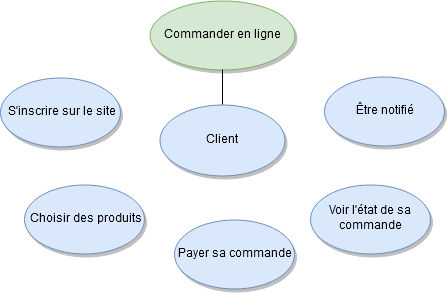 Commander en ligne
S'inscrire sur le site
Être notifié
Client
Choisir des produits
Voir l'état de sa
commande
Payer sa commande